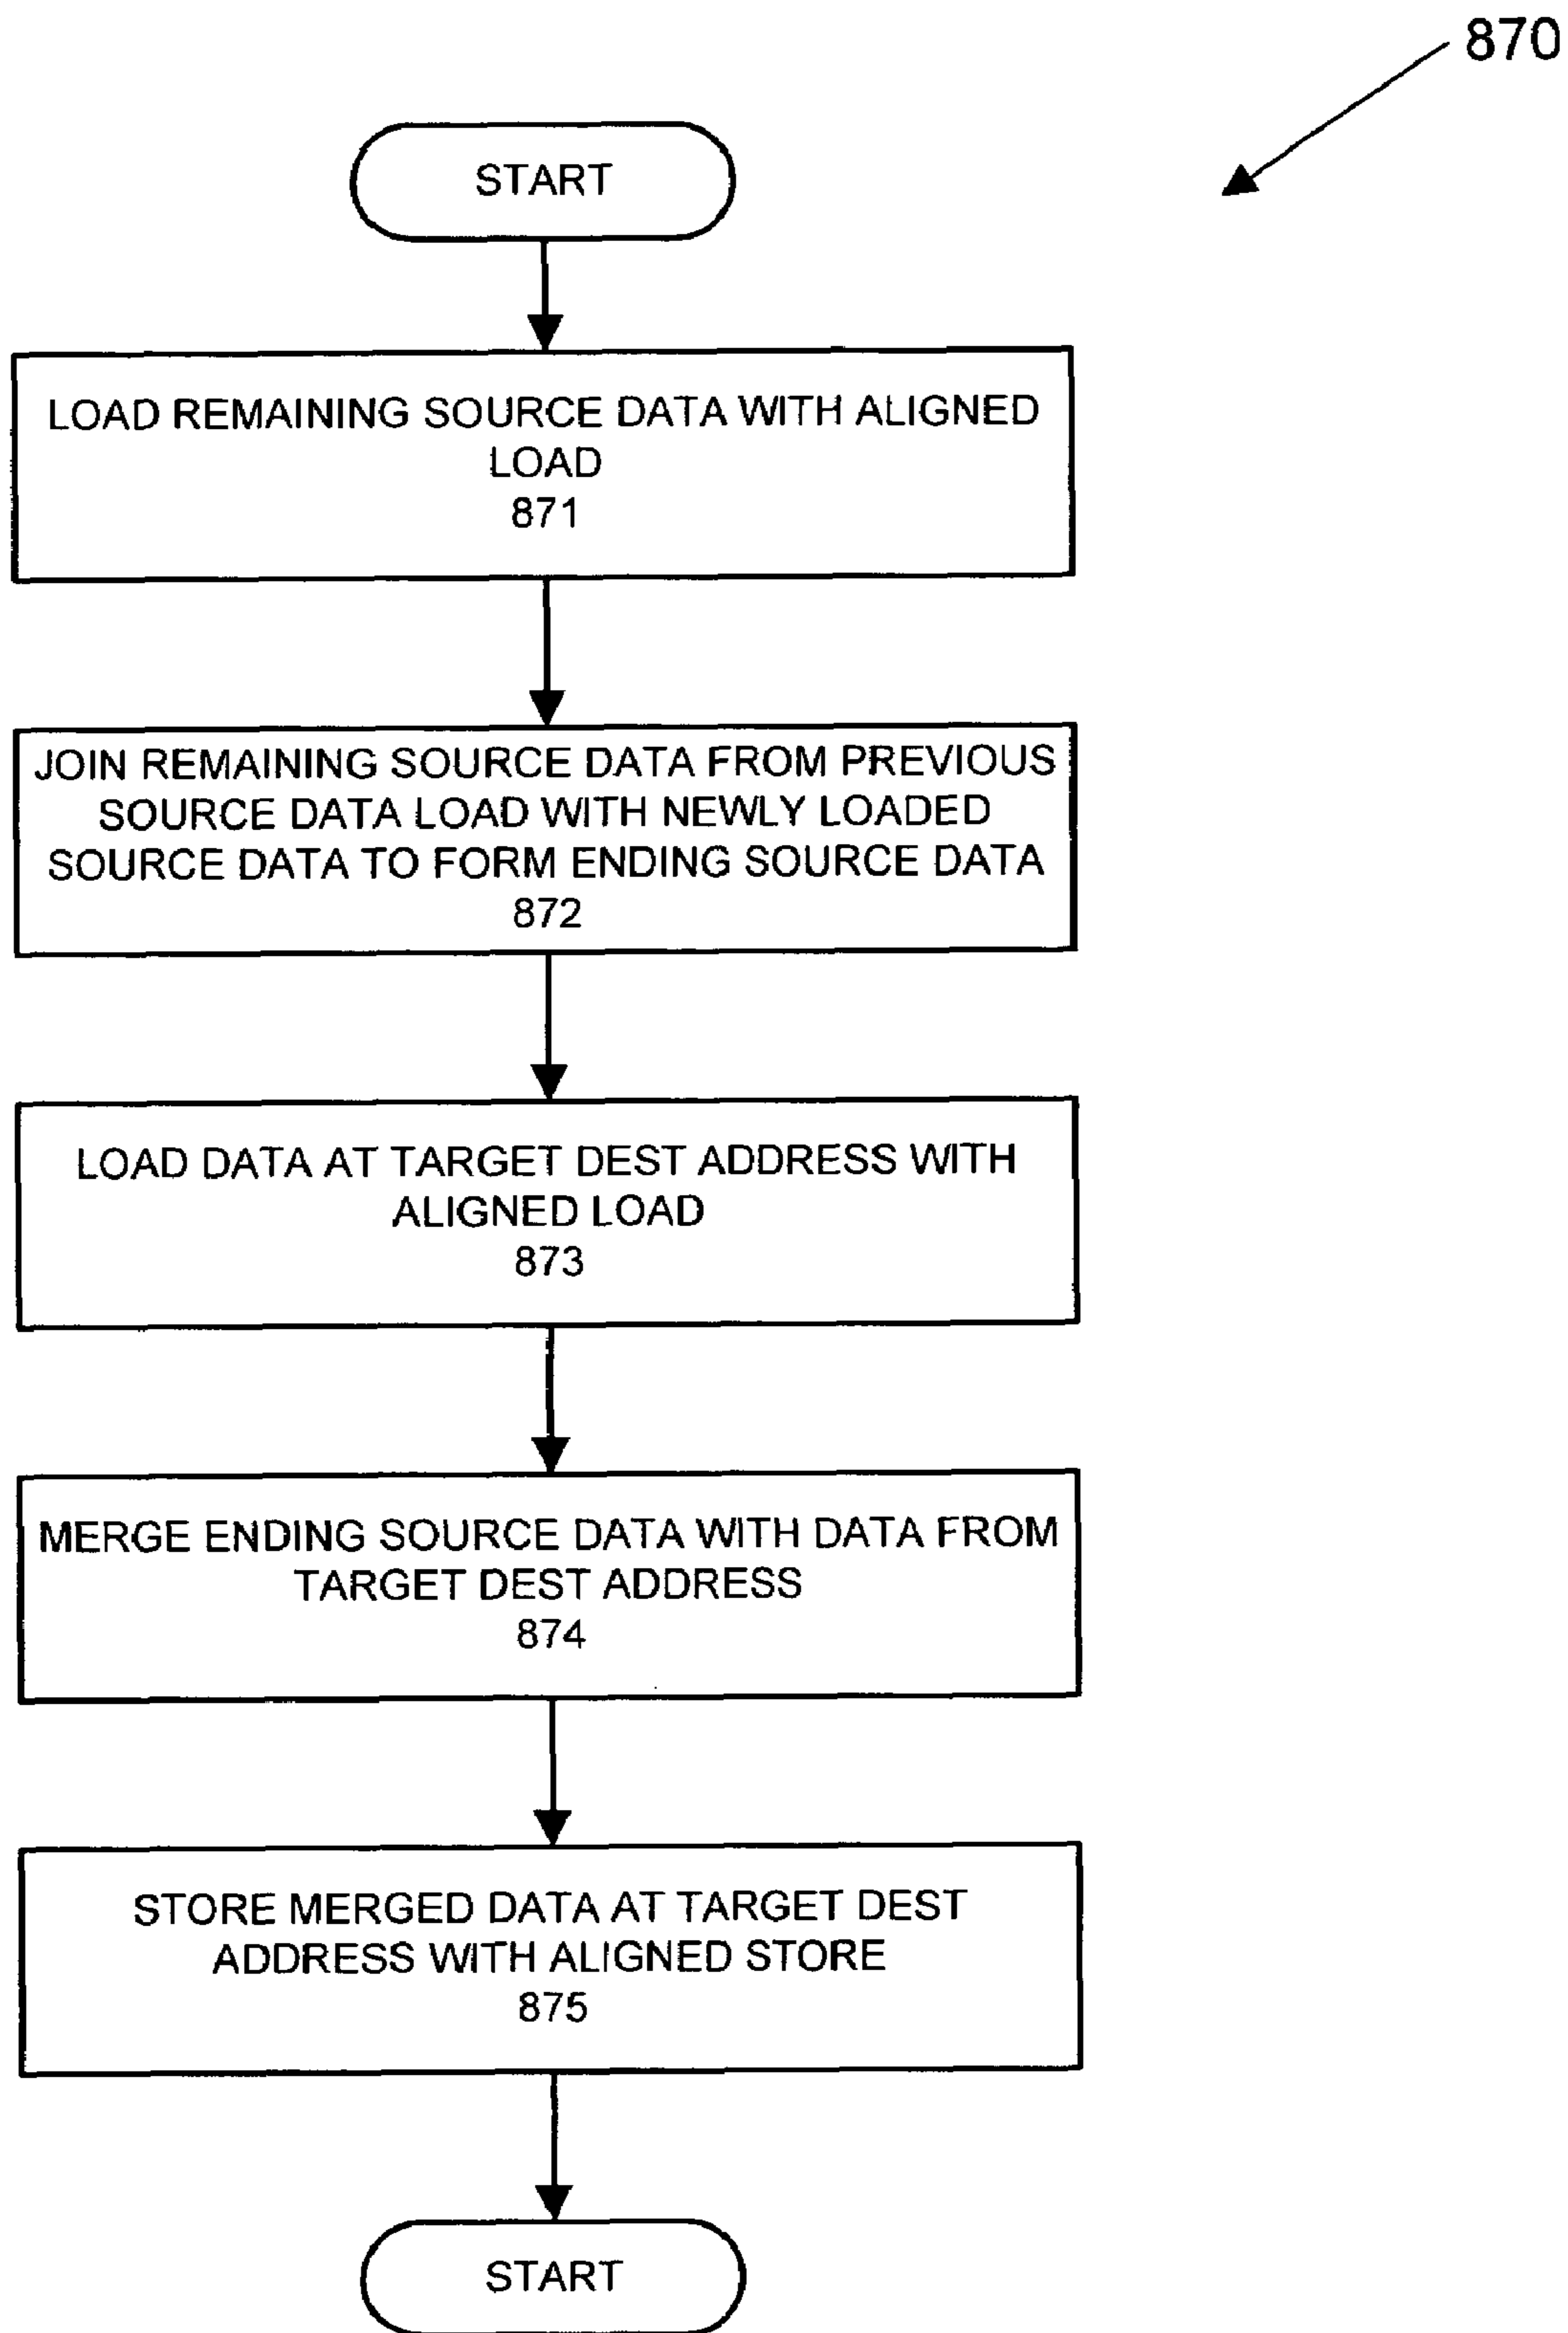 870
START
LOAD REMAINING SOURCE DATA WITH ALIGNED
LOAD
871
JOIN REMAINING SOURCE DATA FROM PREVIOUS
SOURCE DATA LOAD WITH NEWLY LOADED
SOURCE DATA TO FORM ENDING SOURCE DATA
872
LOAD DATA AT TARGET DEST ADDRESS WITH
ALIGNED LOAD
873
MERGE ENDING SOURCE DATA WITH DATA FROM
TARGET DEST ADDRESS
874
STORE MERGED DATA AT TARGET DEST
ADDRESS WITH ALIGNED STORE
875
START